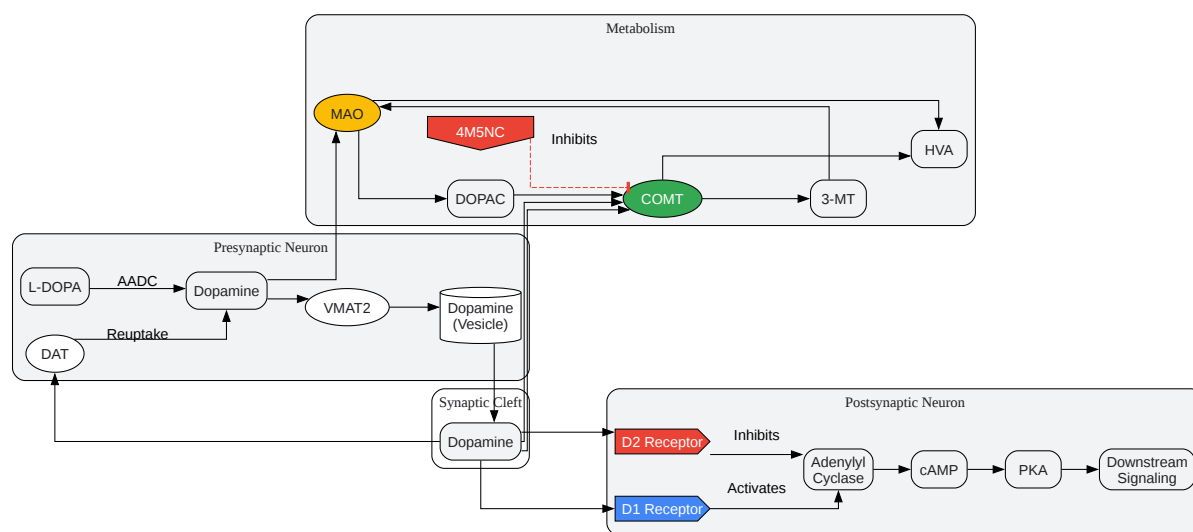 Metabolism
MAO
4M5NC
Inhibits
HVA
DOPAC
COMT
3-MT
Presynaptic Neuron
L-DOPA
AADC
Dopamine
VMAT2
Dopamine
(Vesicle)
Reuptake
DAT
Synaptic Cleft
Dopamine
Postsynaptic Neuron
D2 Receptor
Inhibits
Adenylyl
Cyclase
cAMP
PKA
Downstream
Signaling
Activates
D1 Receptor